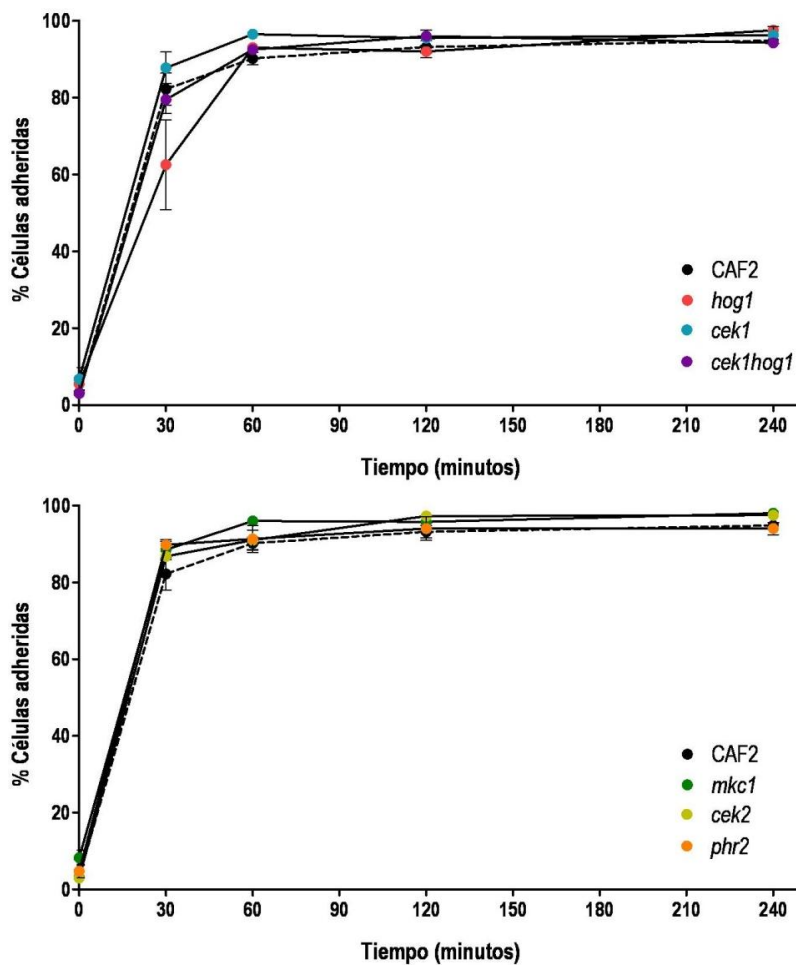 % Células adheridas
100
80
60
40
20
0
CAF2
hog1
cek1
cek1hog1
0 30 60 90 120 150 180 210 240
Tiempo (minutos)
% Células adheridas
100
80
60
40
20
0
CAF2
mkc1
cek2
phr2
0 30 60 90 120 150 180 210 240
Tiempo (minutos)